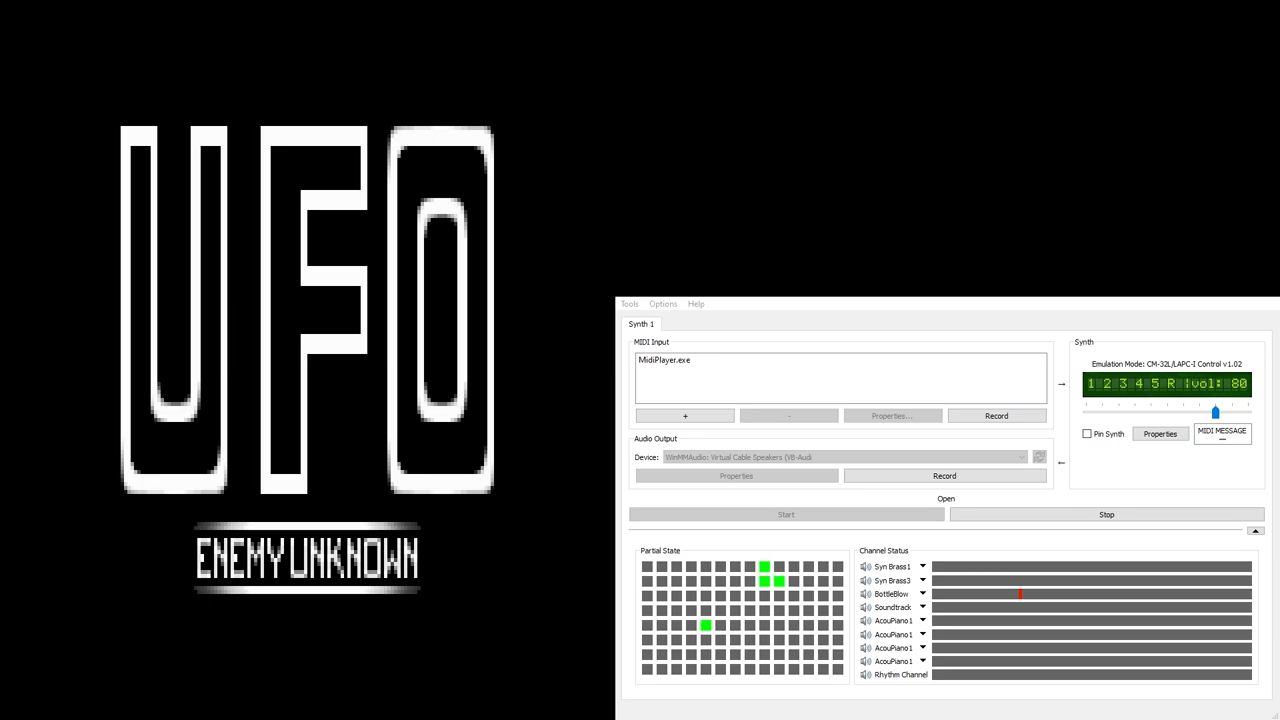 UFO
ENEMY UNKNOWN
Tools Options Help
Synth 1
MIDI Input
MidiPlayer.exe
+ - Properties... Record
Audio Output
Device: WinMMAudio: Virtual Cable Speakers (VB-Audi
Properties Record
→
←
Synth
Emulation Mode: CM-32L/LAPC-I Control v1.02
1 2 3 4 5 R |vol: 80
Pin Synth Properties MIDI MESSAGE
Open
Start Stop
Partial State
Channel Status
Syn Brass1
Syn Brass3
BottleBlow
Soundtrack
AcouPiano1
AcouPiano1
AcouPiano1
AcouPiano1
Rhythm Channel